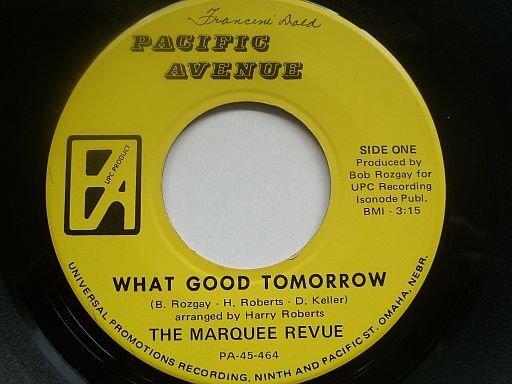 Francini Dold
PACIFIC
AVENUE
UPC PRODUCT
PA
SIDE ONE
Produced by
Bob Rozgay for
UPC Recording
Isonode Publ.
BMI - 3:15
WHAT GOOD TOMORROW
(B. Rozgay - H. Roberts - D. Keller)
arranged by Harry Roberts
THE MARQUEE REVUE
PA-45-464
UNIVERSAL PROMOTIONS RECORDING, NINTH AND PACIFIC ST. OMAHA, NEBR.